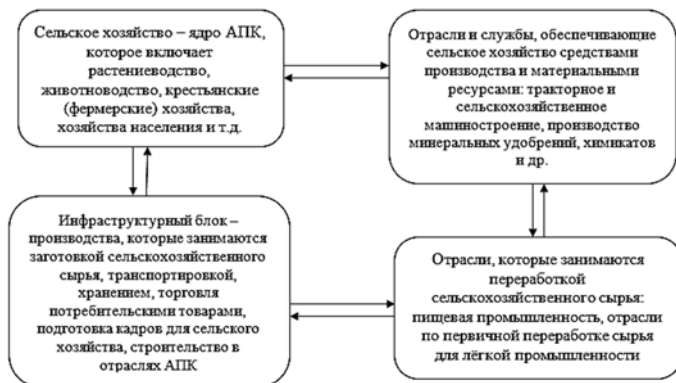 Сельское хозяйство – ядро АПК,
которое включает
растениеводство,
животноводство, крестьянские
(фермерские) хозяйства,
хозяйства населения и т.д.
Отрасли и службы, обеспечивающие
сельское хозяйство средствами
производства и материальными
ресурсами: тракторное и
сельскохозяйственное
машиностроение, производство
минеральных удобрений, химикатов
и др.
Инфраструктурный блок –
производства, которые занимаются
заготовкой сельскохозяйственного
сырья, транспортировкой,
хранением, торговля
потребительскими товарами,
подготовка кадров для сельского
хозяйства, строительство в
отраслях АПК
Отрасли, которые занимаются
переработкой
сельскохозяйственного сырья:
пищевая промышленность, отрасли
по первичной переработке сырья
для лёгкой промышленности